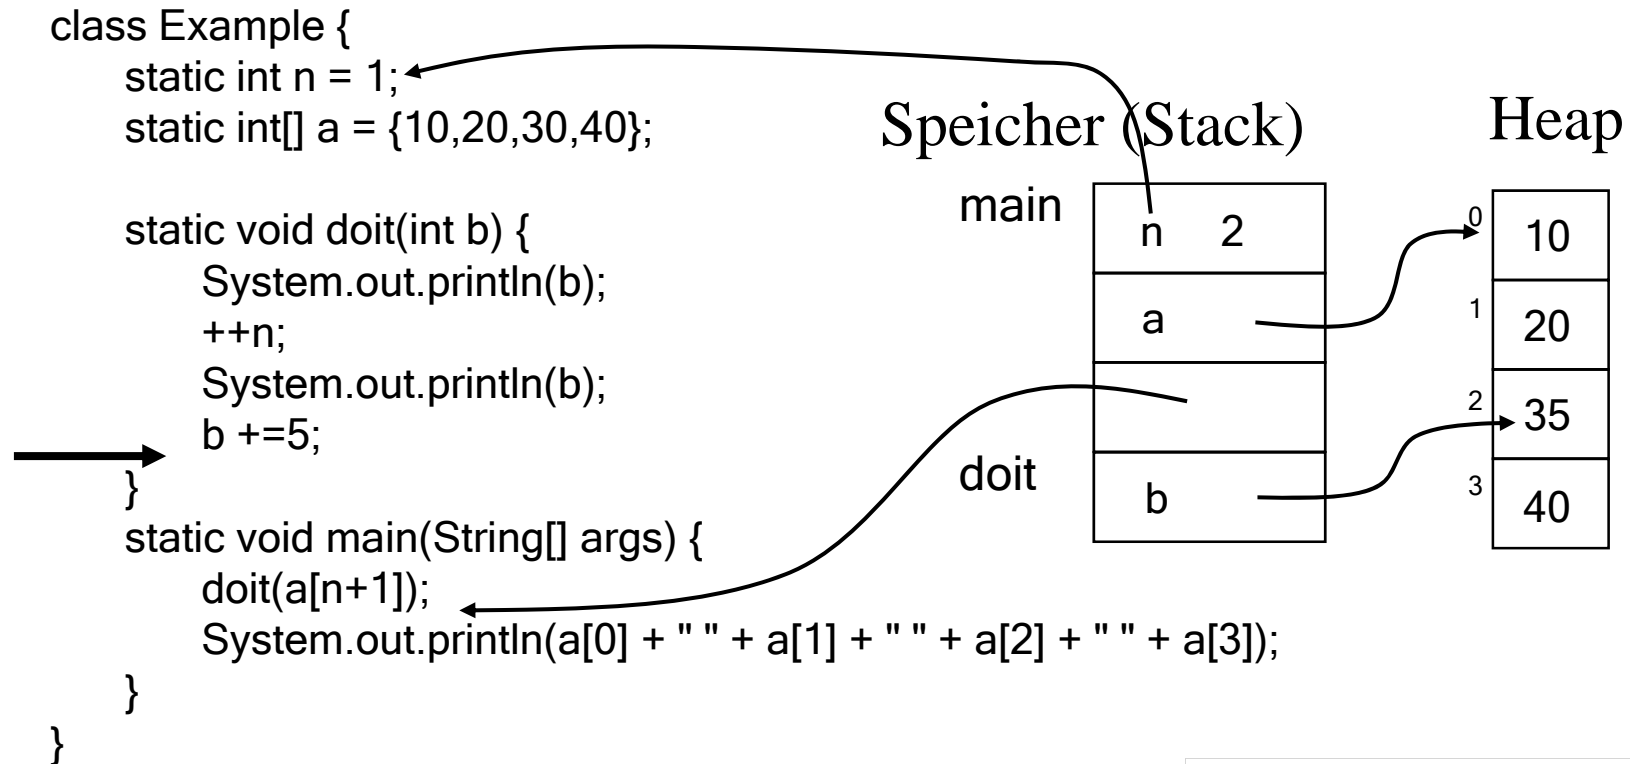 class Example {
static int n = 1;
static int[] a = {10,20,30,40};
static void doit(int b) {
System.out.println(b);
++n;
System.out.println(b);
b +=5;
}
static void main(String[] args) {
doit(a[n+1]);
System.out.println(a[0] + " " + a[1] + " " + a[2] + " " + a[3]);
}
}
Speicher (Stack)
main
n 2
a
doit
b
Heap
0 10
1 20
2 35
3 40